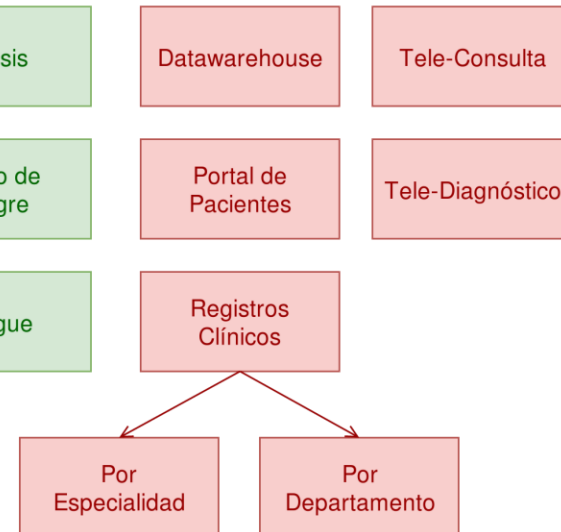 sis
Datawarehouse
Tele-Consulta
o de
gre
Portal de
Pacientes
Tele-Diagnóstico
gue
Registros
Clínicos
Por
Especialidad
Por
Departamento